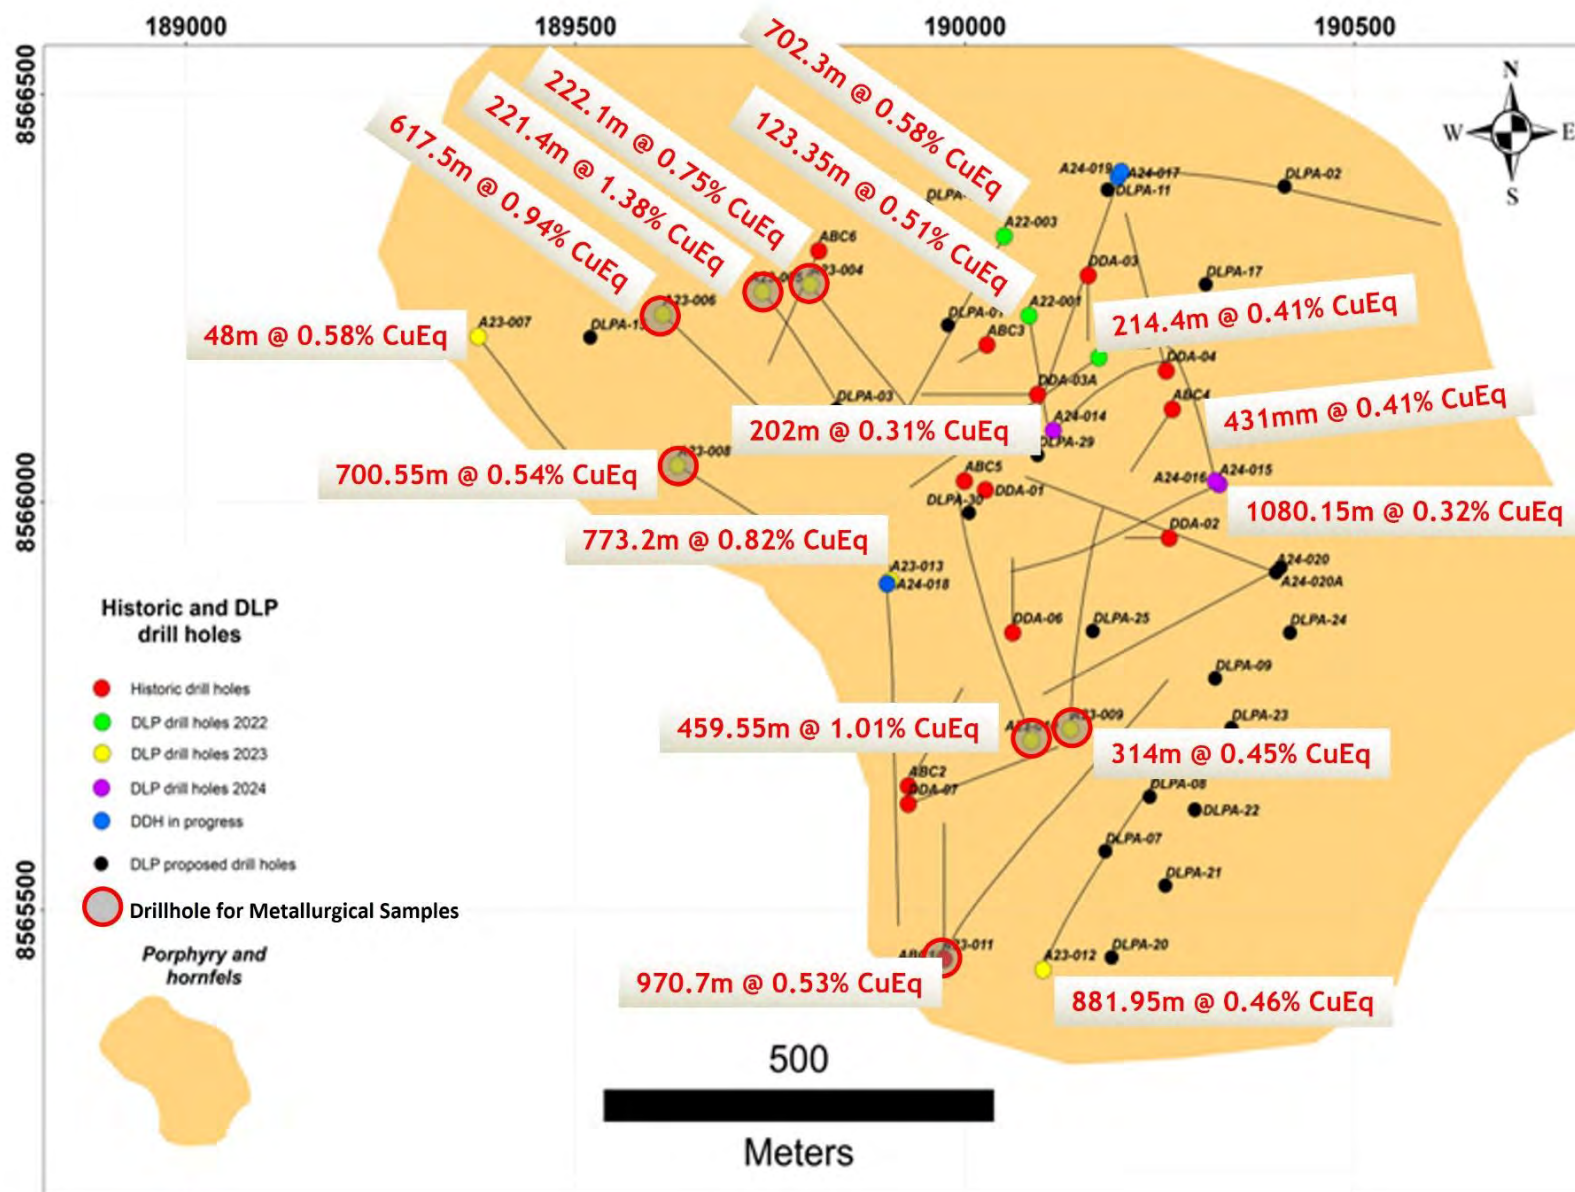 189000
189500
190000
190500
8566500
8566000
8565500
N
W
E
S
702.3m @ 0.58% CuEq
222.1m @ 0.75% CuEq
221.4m @ 1.38% CuEq
617.5m @ 0.94% CuEq
123.35m @ 0.51% CuEq
A24-019
A24-017
DLPA-11
DLPA-02
A22-003
ABC6
A23-004
DDA-03
DLPA-17
A23-006
A22-001
214.4m @ 0.41% CuEq
A23-007
48m @ 0.58% CuEq
ABC3
DDA-04
DDA-03A
DLPA-03
ABC4
431mm @ 0.41% CuEq
202m @ 0.31% CuEq
A24-014
DLPA-29
A23-008
700.55m @ 0.54% CuEq
ABC5
DDA-01
DLPA-30
A24-016
A24-015
1080.15m @ 0.32% CuEq
DDA-02
773.2m @ 0.82% CuEq
A23-013
A24-018
A24-020
A24-020A
DDA-06
DLPA-25
DLPA-24
DLPA-09
DLPA-23
459.55m @ 1.01% CuEq
A23-009
314m @ 0.45% CuEq
ABC2
DDA-07
DLPA-08
DLPA-22
DLPA-07
DLPA-21
DLPA-20
A23-012
970.7m @ 0.53% CuEq
881.95m @ 0.46% CuEq
Historic and DLP
drill holes
Historic drill holes
DLP drill holes 2022
DLP drill holes 2023
DLP drill holes 2024
DDH in progress
DLP proposed drill holes
Drillhole for Metallurgical Samples
Porphyry and
hornfels
500
Meters